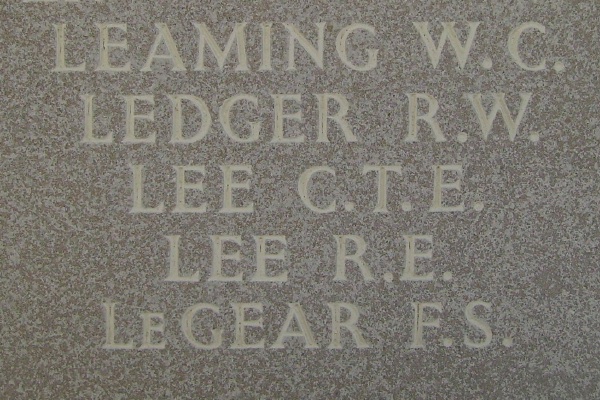 LEAMING W.C.
LEDGER R.W.
LEE C.T.E.
LEE R.E.
LeGEAR F.S.